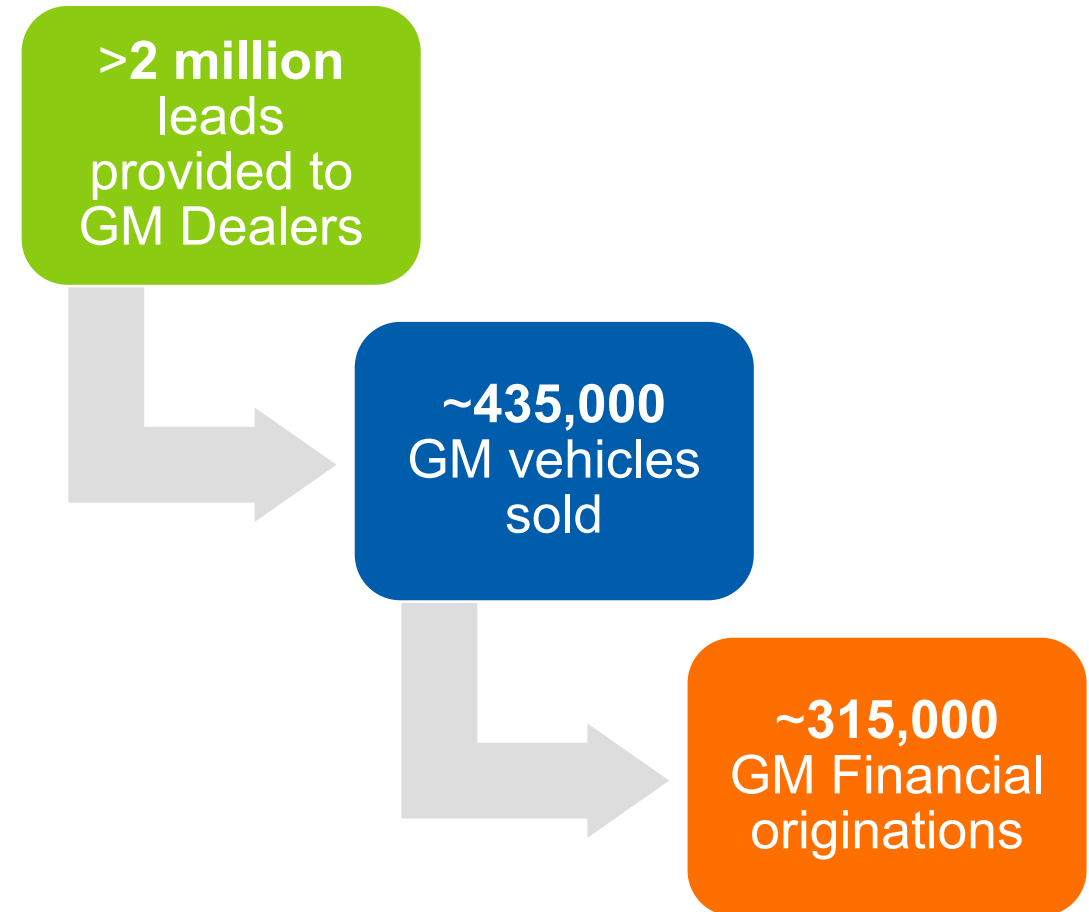 >2 million
leads
provided to
GM Dealers
~435,000
GM vehicles
sold
~315,000
GM Financial
originations